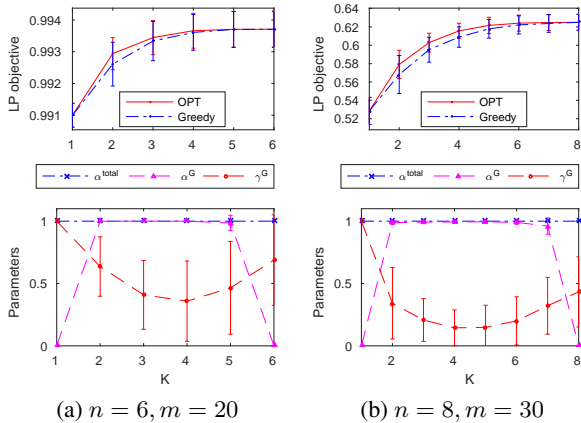 LP objective
0.994
0.993
0.992
0.991
OPT
Greedy
1 2 3 4 5 6
LP objective
0.64
0.62
0.6
0.58
0.56
0.54
0.52
OPT
Greedy
2 4 6 8
α^total α^G γ^G
α^total α^G γ^G
Parameters
1
0.5
0
1 2 3 4 5 6
K
Parameters
1
0.5
0
2 4 6 8
K
(a) n = 6, m = 20
(b) n = 8, m = 30